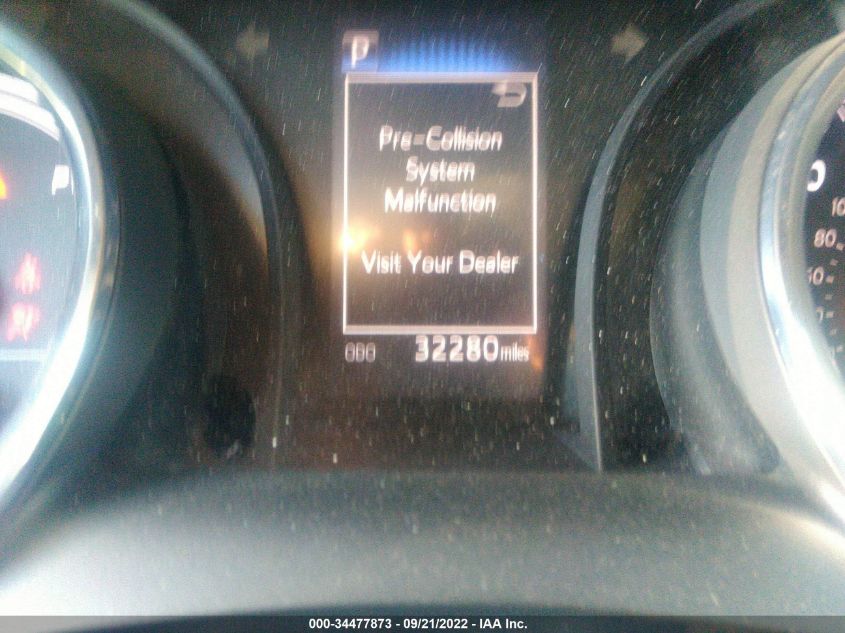 P
Pre-Collision
System
Malfunction
Visit Your Dealer
32280 miles
80
000-34477873 - 09/21/2022 - IAA Inc.